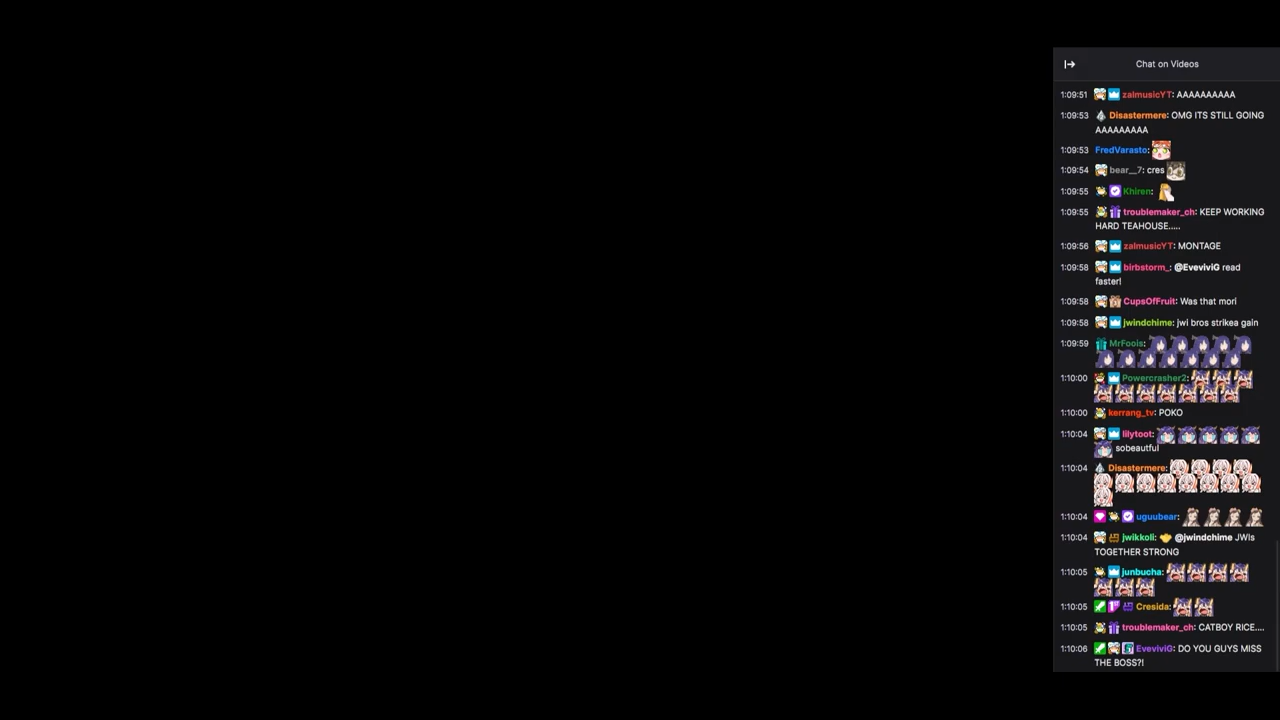 Chat on Videos
1:09:51 zalmusicYT: AAAAAAAAAA
1:09:53 Disastermere: OMG ITS STILL GOING
AAAAAAAAA
1:09:53 FredVarasto:
1:09:54 bear__7: cres
1:09:55 Khiren:
1:09:55 troublemaker_ch: KEEP WORKING
HARD TEAHOUSE.....
1:09:56 zalmusicYT: MONTAGE
1:09:58 birbstorm_: @EveviviG read
faster!
1:09:58 CupsOfFruit: Was that mori
1:09:58 jwindchime: jwi bros strikea gain
1:09:59 MrFoois:
1:10:00 Powercrasher2:
1:10:00 kerrang_tv: POKO
1:10:04 lilytoot:
sobeautful
1:10:04 Disastermere:
1:10:04 uguubear:
1:10:04 jwikkoli: @jwindchime JWIs
TOGETHER STRONG
1:10:05 junbucha:
1:10:05 Cresida:
1:10:05 troublemaker_ch: CATBOY RICE....
1:10:06 EveviviG: DO YOU GUYS MISS
THE BOSS?!